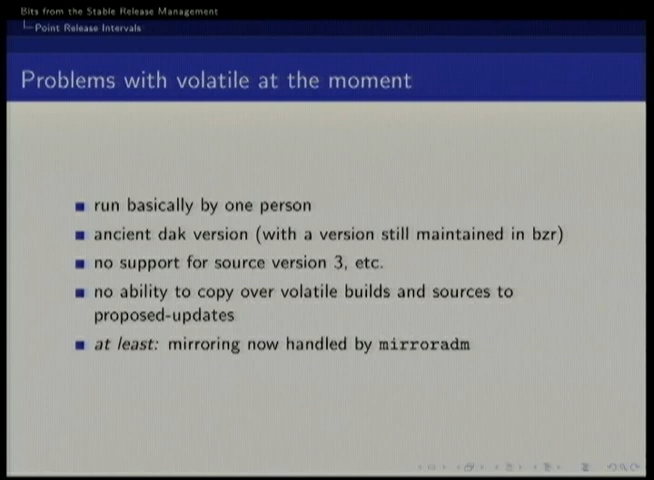 Bits from the Stable Release Management
Point Release Intervals
Problems with volatile at the moment
run basically by one person
ancient dak version (with a version still maintained in bzr)
no support for source version 3, etc.
no ability to copy over volatile builds and sources to
proposed-updates
at least: mirroring now handled by mirroradm